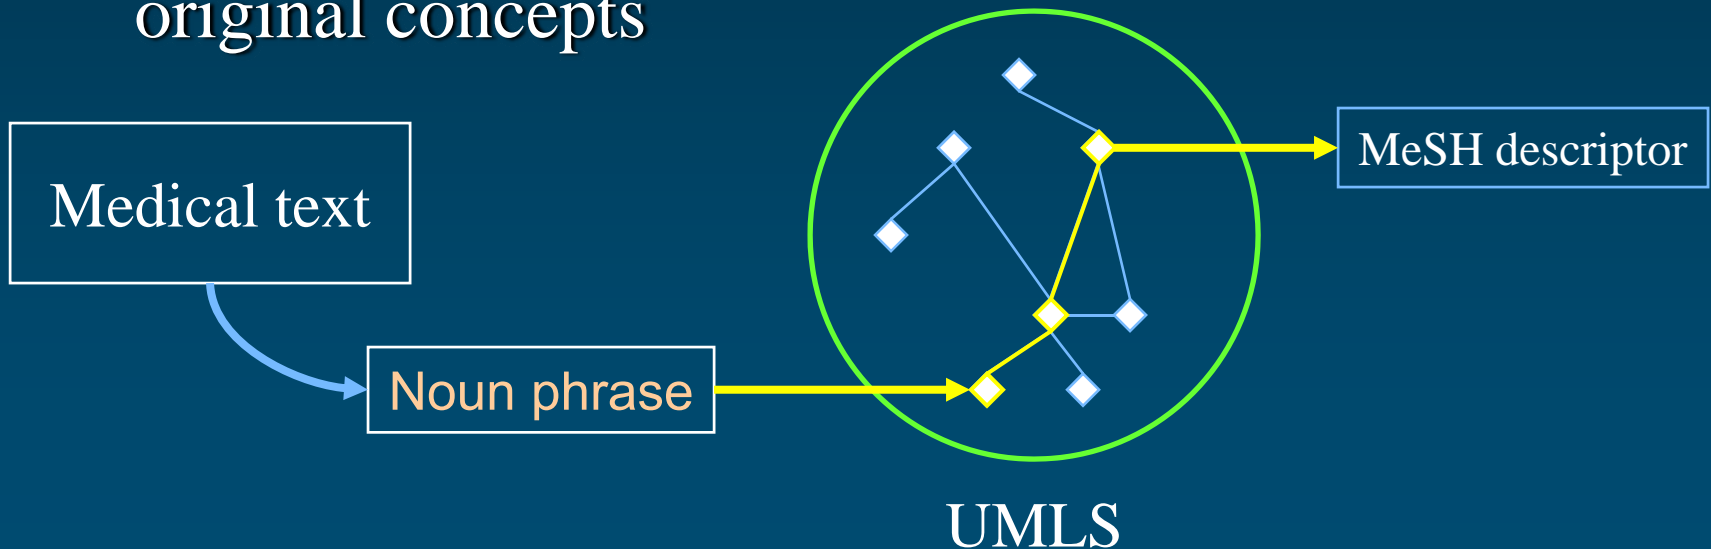 original concepts
Medical text
MeSH descriptor
Noun phrase
UMLS